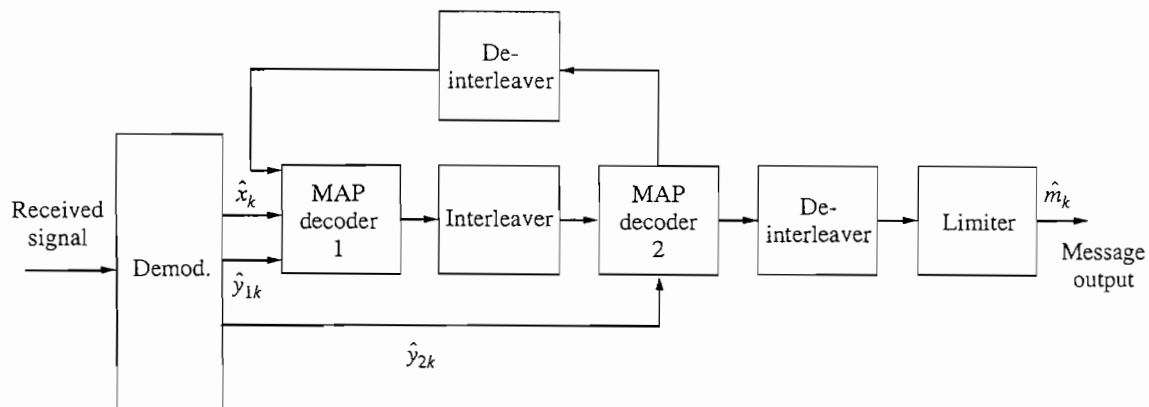 De-
interleaver
Received
signal
Demod.
x̂ₖ
ŷ₁ₖ
ŷ₂ₖ
MAP
decoder
1
Interleaver
MAP
decoder
2
De-
interleaver
Limiter
m̂ₖ
Message
output